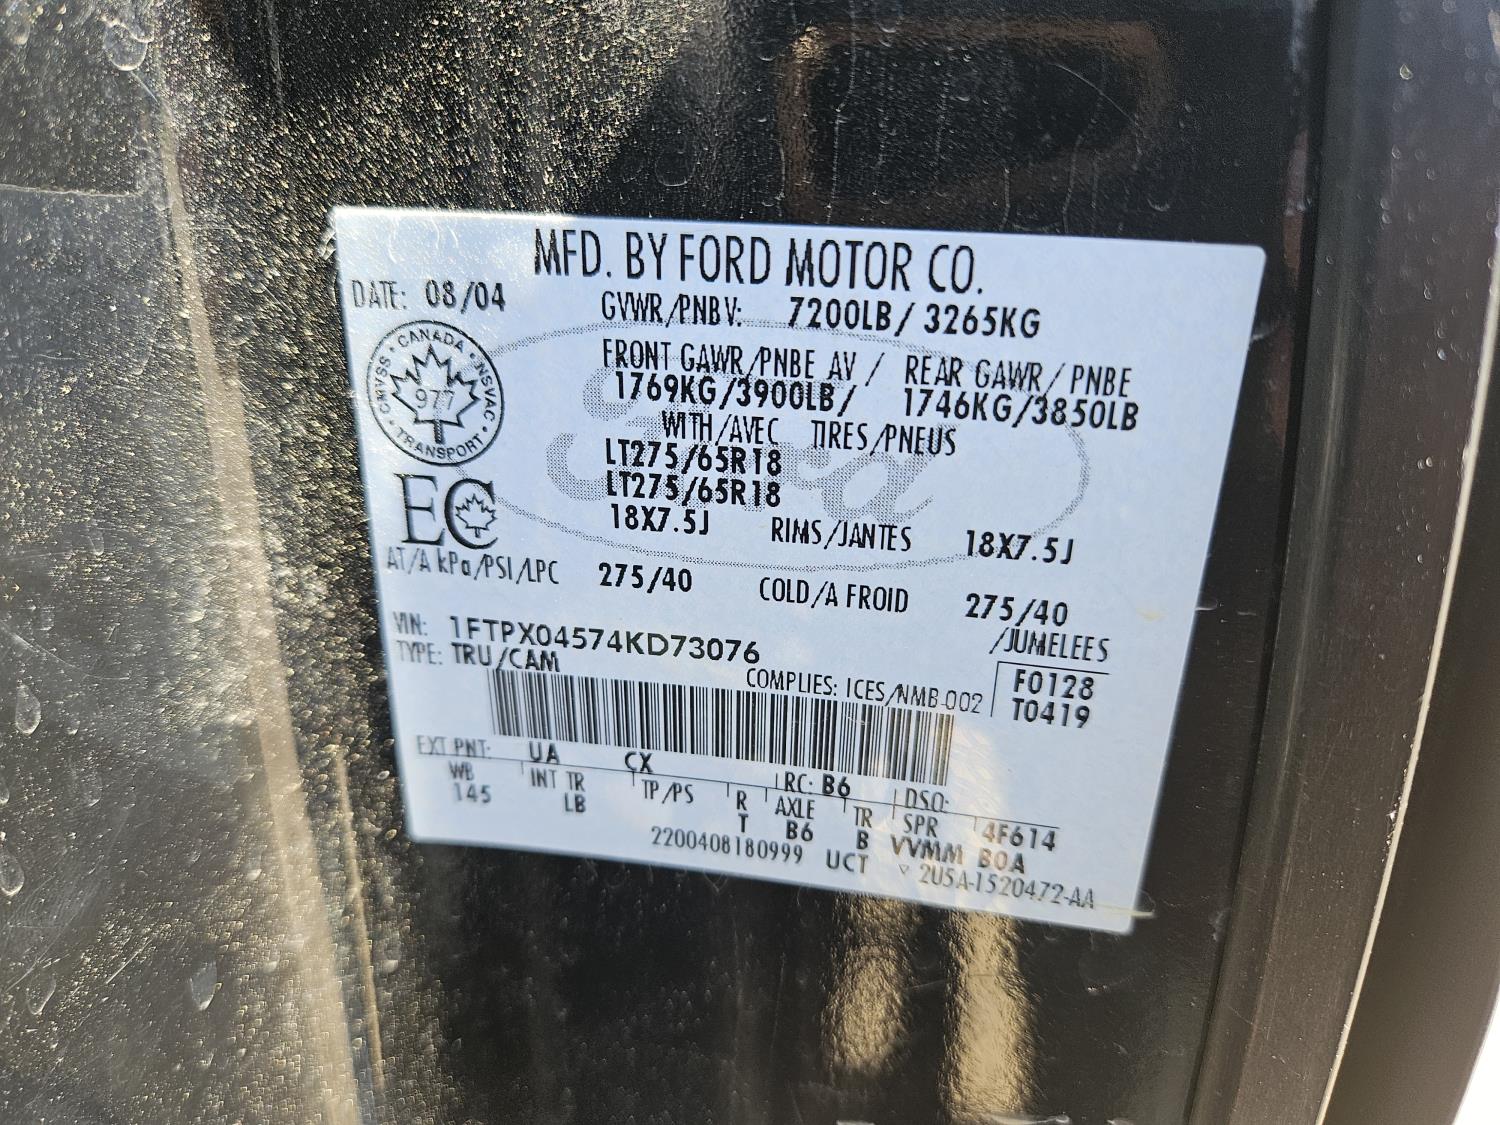 MFD. BY FORD MOTOR CO.
DATE: 08/04
GVWR/PNBV: 7200LB/ 3265KG
CANADA
CMVSS · NSVAC
977
TRANSPORT
FRONT GAWR/PNBE AV / REAR GAWR/PNBE
1769KG/3900LB/ 1746KG/3850LB
WITH/AVEC TIRES/PNEUS
Ford
LT275/65R18
LT275/65R18
EC
18X7.5J RIMS/JANTES 18X7.5J
AT/A kPa/PSI/LPC 275/40 COLD/A FROID 275/40
/JUMELEES
VIN: 1FTPX04574KD73076
TYPE: TRU/CAM
COMPLIES: ICES/NMB-002
F0128
T0419
EXT PNT: UA CX RC: B6 DSO:
WB INT TR TP/PS R AXLE TR SPR 4F614
145 LB T B6 B VVMM B0A
2200408180999 UCT ▽ 2U5A-1520472-AA